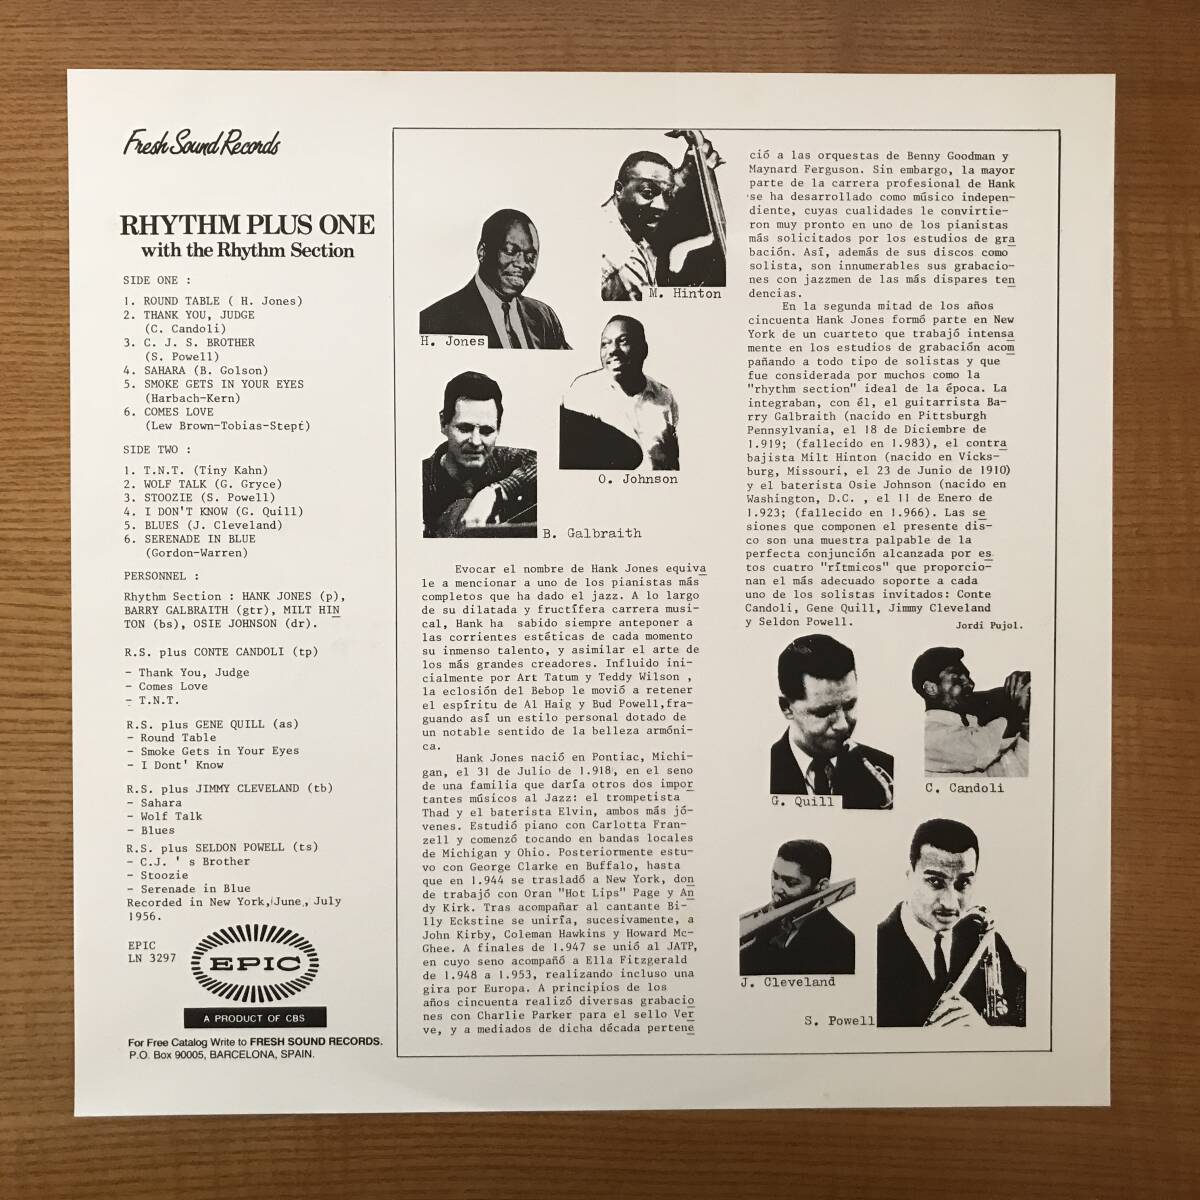 Fresh Sound Records
RHYTHM PLUS ONE
with the Rhythm Section
SIDE ONE :
1. ROUND TABLE ( H. Jones)
2. THANK YOU, JUDGE
(C. Candoli)
3. C. J. S. BROTHER
(S. Powell)
4. SAHARA (B. Golson)
5. SMOKE GETS IN YOUR EYES
(Harbach-Kern)
6. COMES LOVE
(Lew Brown-Tobias-Stept)
SIDE TWO :
1. T.N.T. (Tiny Kahn)
2. WOLF TALK (G. Gryce)
3. STOOZIE (S. Powell)
4. I DON'T KNOW (G. Quill)
5. BLUES (J. Cleveland)
6. SERENADE IN BLUE
(Gordon-Warren)
PERSONNEL :
Rhythm Section : HANK JONES (p),
BARRY GALBRAITH (gtr), MILT HIN
TON (bs), OSIE JOHNSON (dr).
R.S. plus CONTE CANDOLI (tp)
- Thank You, Judge
- Comes Love
- T.N.T.
R.S. plus GENE QUILL (as)
- Round Table
- Smoke Gets in Your Eyes
- I Dont' Know
R.S. plus JIMMY CLEVELAND (tb)
- Sahara
- Wolf Talk
- Blues
R.S. plus SELDON POWELL (ts)
- C.J. ' s Brother
- Stoozie
- Serenade in Blue
Recorded in New York, June, July
1956.
EPIC
LN 3297
EPIC
A PRODUCT OF CBS
For Free Catalog Write to FRESH SOUND RECORDS.
P.O. Box 90005, BARCELONA, SPAIN.
M. Hinton
H. Jones
O. Johnson
B. Galbraith
Evocar el nombre de Hank Jones equiva
le a mencionar a uno de los pianistas más
completos que ha dado el jazz. A lo largo
de su dilatada y fructífera carrera musi-
cal, Hank ha sabido siempre anteponer a
las corrientes estéticas de cada momento
su inmenso talento, y asimilar el arte de
los más grandes creadores. Influido ini-
cialmente por Art Tatum y Teddy Wilson ,
la eclosión del Bebop le movió a retener
el espíritu de Al Haig y Bud Powell,fra-
guando así un estilo personal dotado de
un notable sentido de la belleza armóni-
ca.
Hank Jones nació en Pontiac, Michi-
gan, el 31 de Julio de 1.918, en el seno
de una familia que daría otros dos impor
tantes músicos al Jazz: el trompetista
Thad y el baterista Elvin, ambos más jó-
venes. Estudió piano con Carlotta Fran-
zell y comenzó tocando en bandas locales
de Michigan y Ohio. Posteriormente estu-
vo con George Clarke en Buffalo, hasta
que en 1.944 se trasladó a New York, don
de trabajó con Oran "Hot Lips" Page y An
dy Kirk. Tras acompañar al cantante Bi-
lly Eckstine se uniría, sucesivamente, a
John Kirby, Coleman Hawkins y Howard Mc-
Ghee. A finales de 1.947 se unió al JATP,
en cuyo seno acompañó a Ella Fitzgerald
de 1.948 a 1.953, realizando incluso una
gira por Europa. A principios de los
años cincuenta realizó diversas grabacio
nes con Charlie Parker para el sello Ver
ve, y a mediados de dicha década pertene
ció a las orquestas de Benny Goodman y
Maynard Ferguson. Sin embargo, la mayor
parte de la carrera profesional de Hank
se ha desarrollado como músico indepen-
diente, cuyas cualidades le convirtie-
ron muy pronto en uno de los pianistas
más solicitados por los estudios de gra
bación. Así, además de sus discos como
solista, son innumerables sus grabacio-
nes con jazzmen de las más dispares ten
dencias.
En la segunda mitad de los años
cincuenta Hank Jones formó parte en New
York de un cuarteto que trabajó intensa
mente en los estudios de grabación acom
pañando a todo tipo de solistas y que
fue considerada por muchos como la
"rhythm section" ideal de la época. La
integraban, con él, el guitarrista Ba-
rry Galbraith (nacido en Pittsburgh
Pennsylvania, el 18 de Diciembre de
1.919; (fallecido en 1.983), el contra
bajista Milt Hinton (nacido en Vicks-
burg, Missouri, el 23 de Junio de 1910)
y el baterista Osie Johnson (nacido en
Washington, D.C. , el 11 de Enero de
1.923; (fallecido en 1.966). Las se
siones que componen el presente dis-
co son una muestra palpable de la
perfecta conjunción alcanzada por es
tos cuatro "rítmicos" que proporcio-
nan el más adecuado soporte a cada
uno de los solistas invitados: Conte
Candoli, Gene Quill, Jimmy Cleveland
y Seldon Powell.
Jordi Pujol.
G. Quill
C. Candoli
J. Cleveland
S. Powell